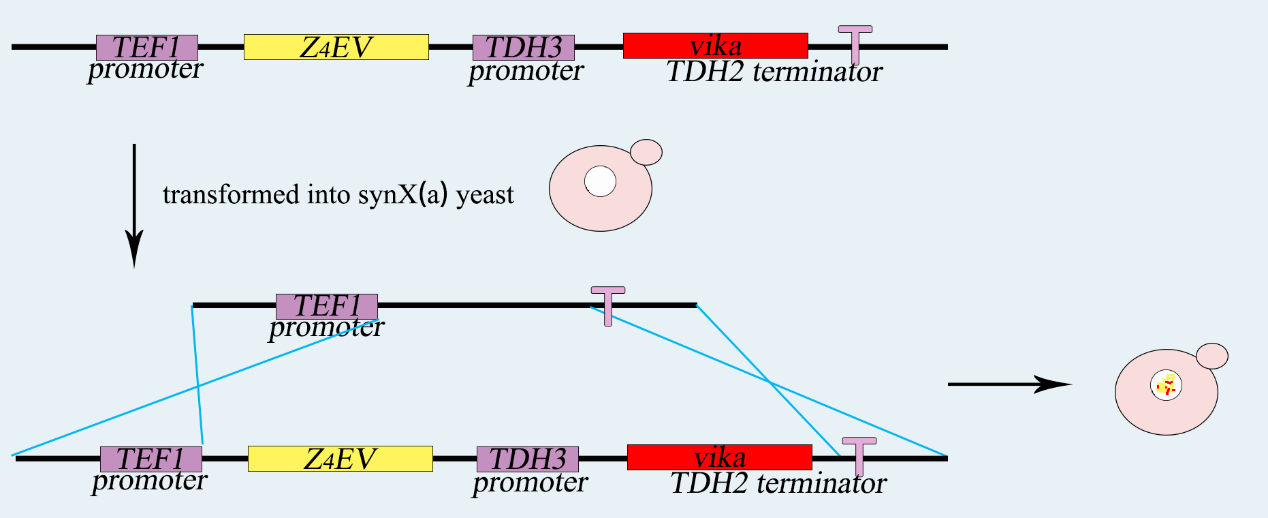 TEF1 Z4EV TDH3 vika
promoter promoter TDH2 terminator
transformed into synX(a) yeast
TEF1
promoter
TEF1 Z4EV TDH3 vika
promoter promoter TDH2 terminator